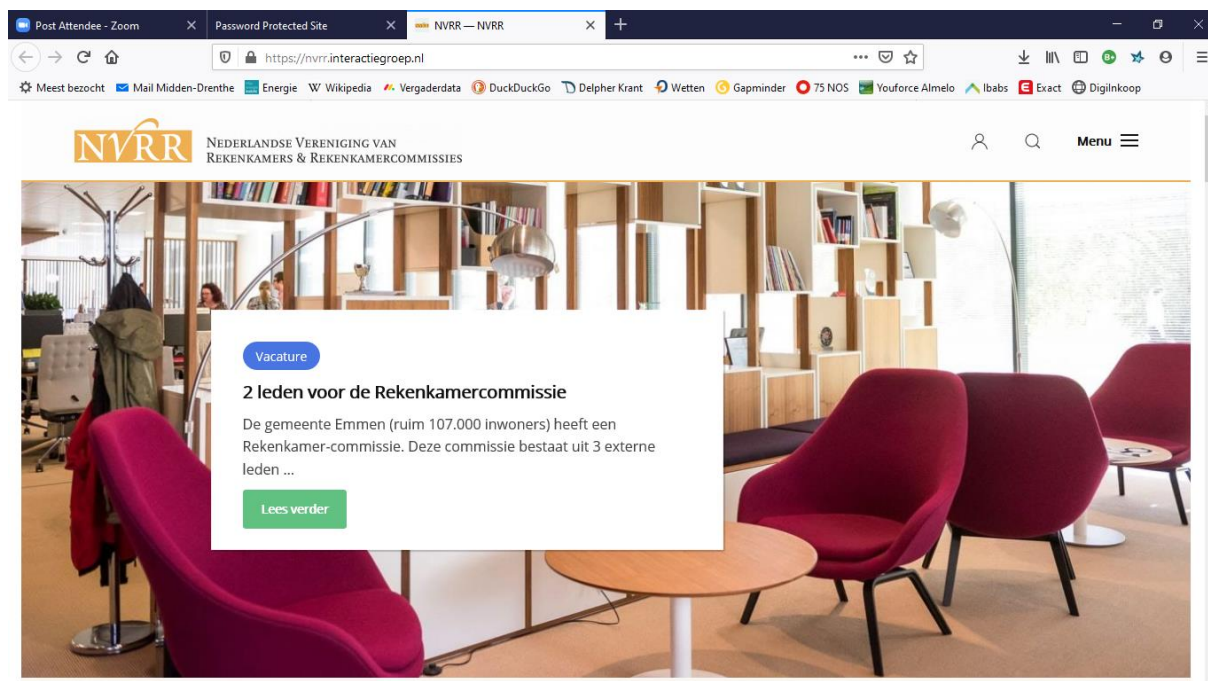 Post Attendee - Zoom
Password Protected Site
NVRR — NVRR
https://nvrr.interactiegroep.nl
Meest bezocht
Mail Midden-Drenthe
Energie
W Wikipedia
Vergaderdata
DuckDuckGo
Delpher Krant
Wetten
Gapminder
75 NOS
Youforce Almelo
Ibabs
Exact
DigiInkoop
NVRR
NEDERLANDSE VERENIGING VAN
REKENKAMERS & REKENKAMERCOMMISSIES
Menu
Vacature
2 leden voor de Rekenkamercommissie
De gemeente Emmen (ruim 107.000 inwoners) heeft een
Rekenkamer-commissie. Deze commissie bestaat uit 3 externe
leden ...
Lees verder